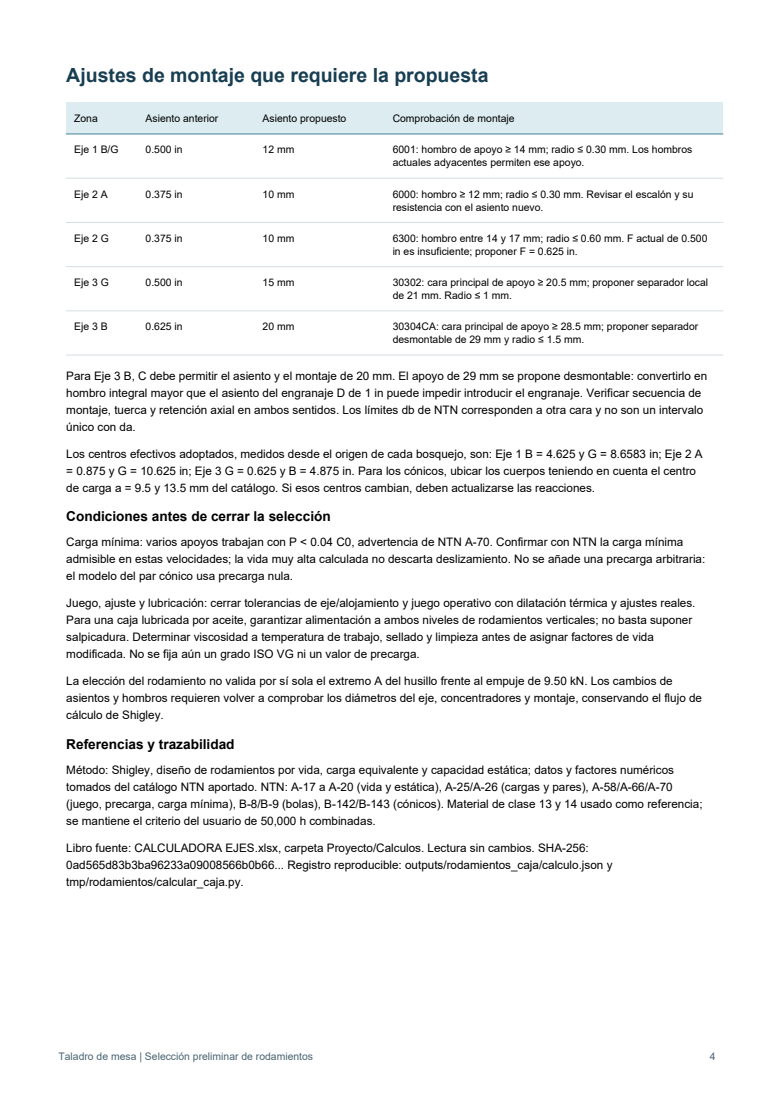 Ajustes de montaje que requiere la propuesta
Zona Asiento anterior Asiento propuesto Comprobación de montaje
Eje 1 B/G 0.500 in 12 mm 6001: hombro de apoyo ≥ 14 mm; radio ≤ 0.30 mm. Los hombros
actuales adyacentes permiten ese apoyo.
Eje 2 A 0.375 in 10 mm 6000: hombro ≥ 12 mm; radio ≤ 0.30 mm. Revisar el escalón y su
resistencia con el asiento nuevo.
Eje 2 G 0.375 in 10 mm 6300: hombro entre 14 y 17 mm; radio ≤ 0.60 mm. F actual de 0.500
in es insuficiente; proponer F = 0.625 in.
Eje 3 G 0.500 in 15 mm 30302: cara principal de apoyo ≥ 20.5 mm; proponer separador local
de 21 mm. Radio ≤ 1 mm.
Eje 3 B 0.625 in 20 mm 30304CA: cara principal de apoyo ≥ 28.5 mm; proponer separador
desmontable de 29 mm y radio ≤ 1.5 mm.
Para Eje 3 B, C debe permitir el asiento y el montaje de 20 mm. El apoyo de 29 mm se propone desmontable: convertirlo en
hombro integral mayor que el asiento del engranaje D de 1 in puede impedir introducir el engranaje. Verificar secuencia de
montaje, tuerca y retención axial en ambos sentidos. Los límites db de NTN corresponden a otra cara y no son un intervalo
único con da.
Los centros efectivos adoptados, medidos desde el origen de cada bosquejo, son: Eje 1 B = 4.625 y G = 8.6583 in; Eje 2 A
= 0.875 y G = 10.625 in; Eje 3 G = 0.625 y B = 4.875 in. Para los cónicos, ubicar los cuerpos teniendo en cuenta el centro
de carga a = 9.5 y 13.5 mm del catálogo. Si esos centros cambian, deben actualizarse las reacciones.
Condiciones antes de cerrar la selección
Carga mínima: varios apoyos trabajan con P < 0.04 C0, advertencia de NTN A-70. Confirmar con NTN la carga mínima
admisible en estas velocidades; la vida muy alta calculada no descarta deslizamiento. No se añade una precarga arbitraria:
el modelo del par cónico usa precarga nula.
Juego, ajuste y lubricación: cerrar tolerancias de eje/alojamiento y juego operativo con dilatación térmica y ajustes reales.
Para una caja lubricada por aceite, garantizar alimentación a ambos niveles de rodamientos verticales; no basta suponer
salpicadura. Determinar viscosidad a temperatura de trabajo, sellado y limpieza antes de asignar factores de vida
modificada. No se fija aún un grado ISO VG ni un valor de precarga.
La elección del rodamiento no valida por sí sola el extremo A del husillo frente al empuje de 9.50 kN. Los cambios de
asientos y hombros requieren volver a comprobar los diámetros del eje, concentradores y montaje, conservando el flujo de
cálculo de Shigley.
Referencias y trazabilidad
Método: Shigley, diseño de rodamientos por vida, carga equivalente y capacidad estática; datos y factores numéricos
tomados del catálogo NTN aportado. NTN: A-17 a A-20 (vida y estática), A-25/A-26 (cargas y pares), A-58/A-66/A-70
(juego, precarga, carga mínima), B-8/B-9 (bolas), B-142/B-143 (cónicos). Material de clase 13 y 14 usado como referencia;
se mantiene el criterio del usuario de 50,000 h combinadas.
Libro fuente: CALCULADORA EJES.xlsx, carpeta Proyecto/Calculos. Lectura sin cambios. SHA-256:
0ad565d83b3ba96233a09008566b0b66... Registro reproducible: outputs/rodamientos_caja/calculo.json y
tmp/rodamientos/calcular_caja.py.
Taladro de mesa | Selección preliminar de rodamientos 4